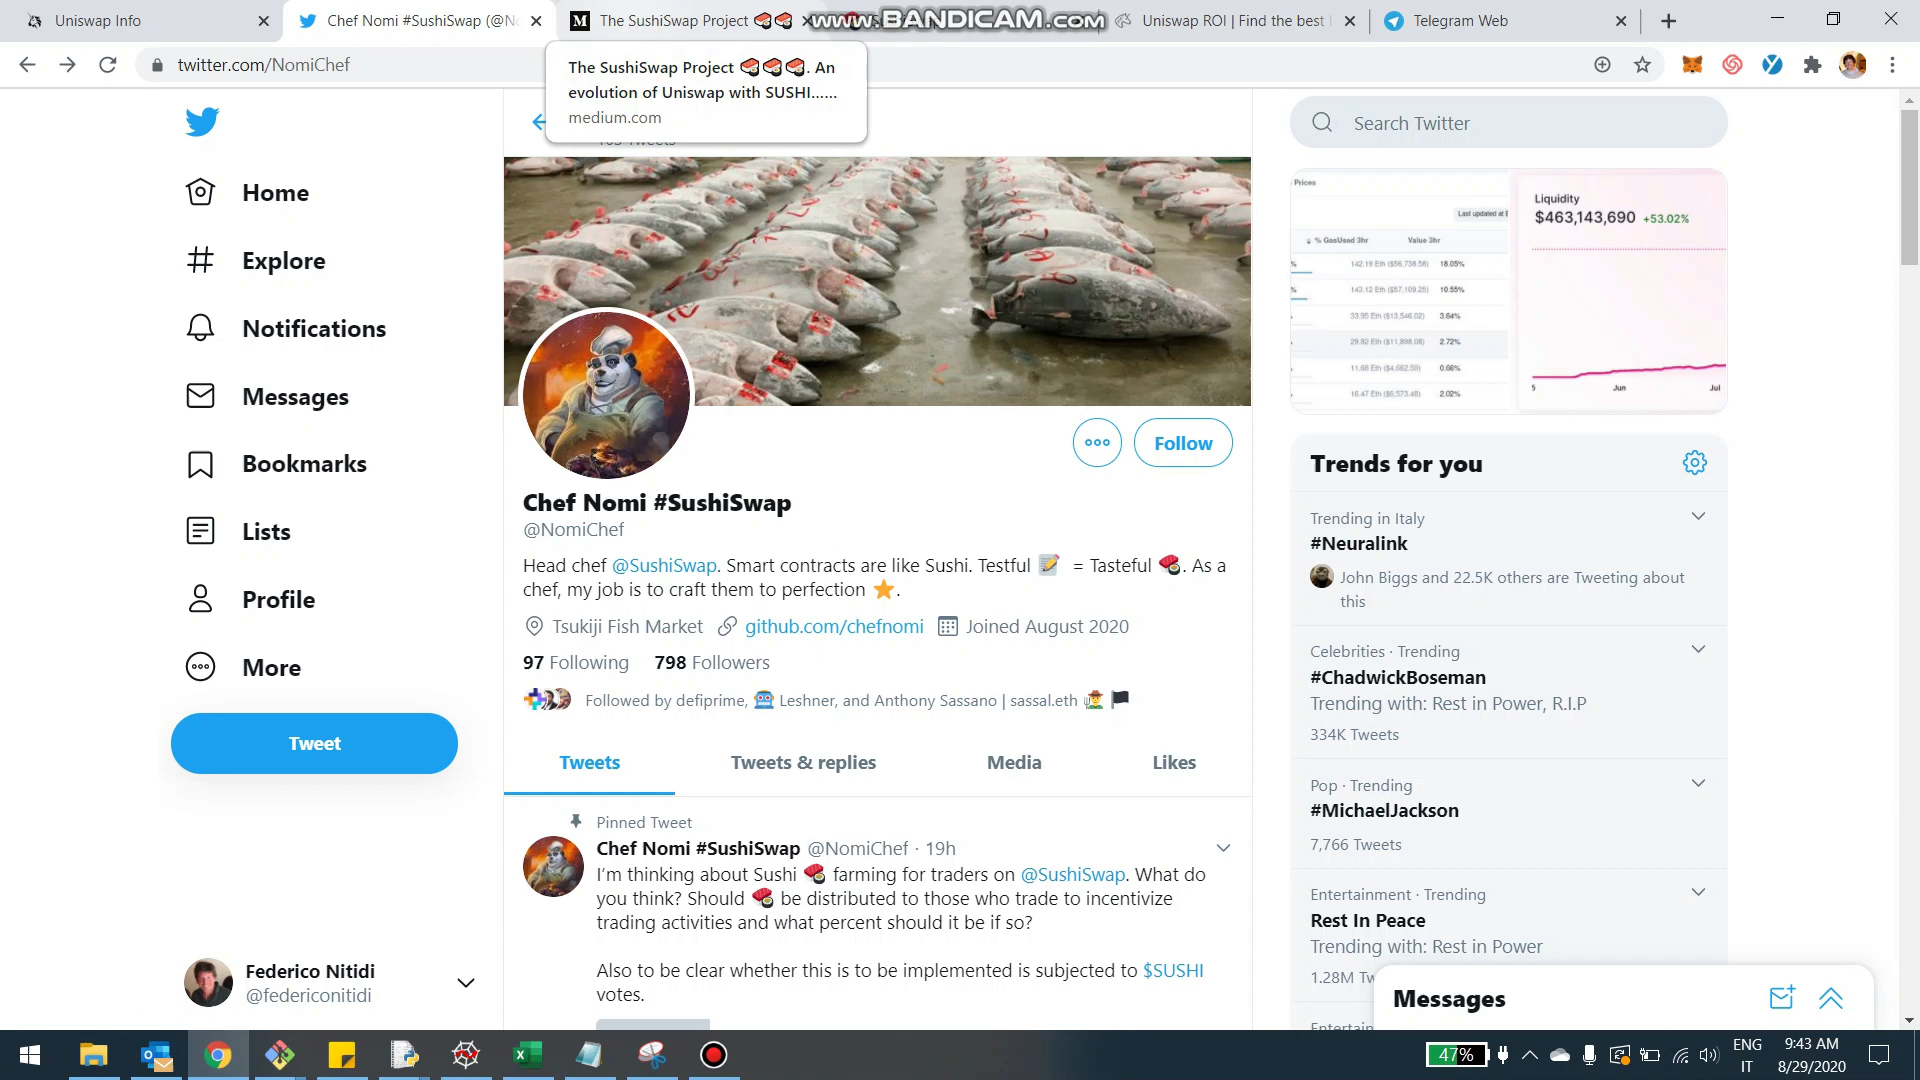 Uniswap Info
Chef Nomi #SushiSwap (@No
The SushiSwap Project 🍣🍣
www.BANDICAM.com
Uniswap ROI | Find the best
Telegram Web
twitter.com/NomiChef
The SushiSwap Project 🍣🍣🍣. An
evolution of Uniswap with SUSHI......
medium.com
Search Twitter
Home
Explore
Notifications
Messages
Bookmarks
Lists
Profile
More
Tweet
Federico Nitidi
@federiconitidi
Follow
Chef Nomi #SushiSwap
@NomiChef
Head chef @SushiSwap. Smart contracts are like Sushi. Testful 📝 = Tasteful 🍣. As a
chef, my job is to craft them to perfection ⭐.
Tsukiji Fish Market github.com/chefnomi Joined August 2020
97 Following 798 Followers
Followed by defiprime, 🤖 Leshner, and Anthony Sassano | sassal.eth 👨‍🌾 🏴
Tweets Tweets & replies Media Likes
Pinned Tweet
Chef Nomi #SushiSwap @NomiChef · 19h
I'm thinking about Sushi 🍣 farming for traders on @SushiSwap. What do
you think? Should 🍣 be distributed to those who trade to incentivize
trading activities and what percent should it be if so?
Also to be clear whether this is to be implemented is subjected to $SUSHI
votes.
Prices
Last updated at
% GasUsed 3hr Value 3hr
142.19 Eth ($56,738.58) 18.05%
143.12 Eth ($57,109.25) 10.55%
33.95 Eth ($13,546.02) 3.64%
29.82 Eth ($11,898.08) 2.72%
11.68 Eth ($4,662.59) 0.66%
16.47 Eth ($6,573.48) 2.02%
Liquidity
$463,143,690 +53.02%
5 Jun Jul
Trends for you
Trending in Italy
#Neuralink
John Biggs and 22.5K others are Tweeting about
this
Celebrities · Trending
#ChadwickBoseman
Trending with: Rest in Power, R.I.P
334K Tweets
Pop · Trending
#MichaelJackson
7,766 Tweets
Entertainment · Trending
Rest In Peace
Trending with: Rest in Power
1.28M Tw
Messages
47%
ENG
IT
9:43 AM
8/29/2020